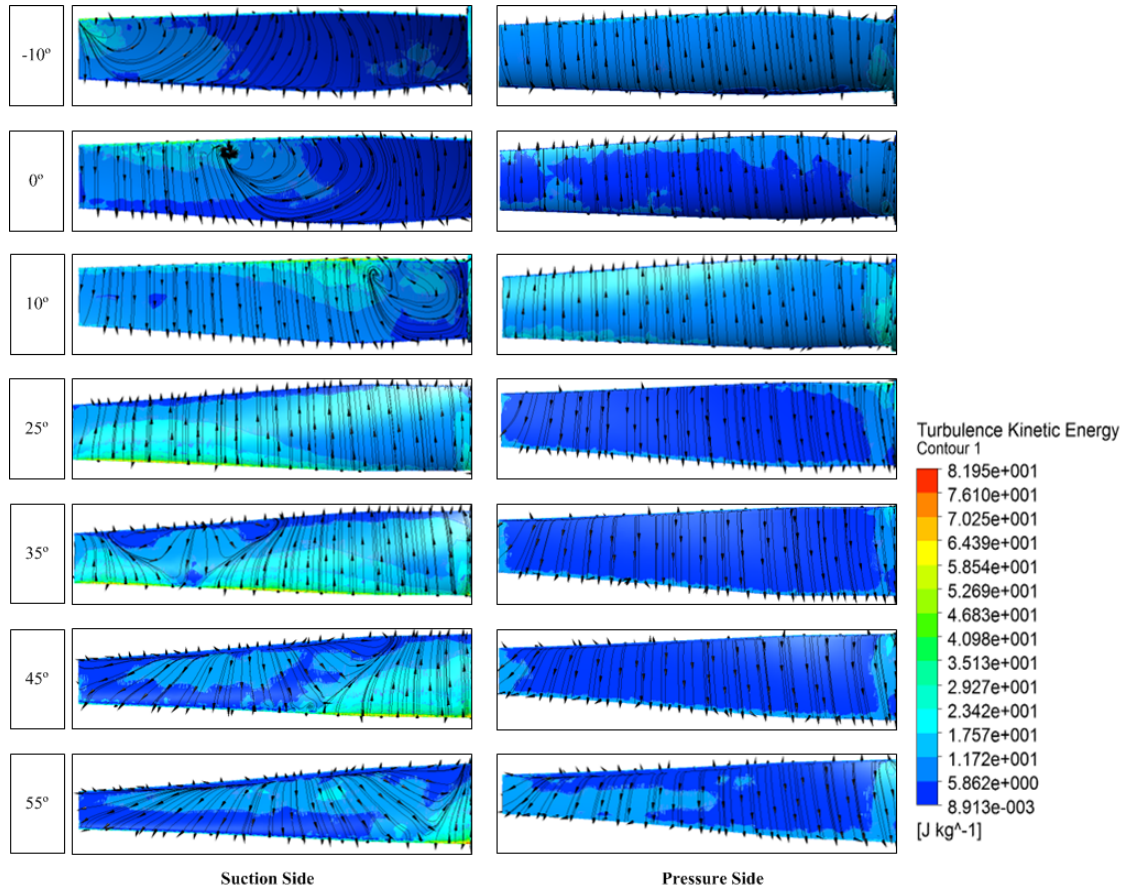 -10º
0º
10º
25º
35º
45º
55º
Suction Side
Pressure Side
Turbulence Kinetic Energy
Contour 1
8.195e+001
7.610e+001
7.025e+001
6.439e+001
5.854e+001
5.269e+001
4.683e+001
4.098e+001
3.513e+001
2.927e+001
2.342e+001
1.757e+001
1.172e+001
5.862e+000
8.913e-003
[J kg^-1]